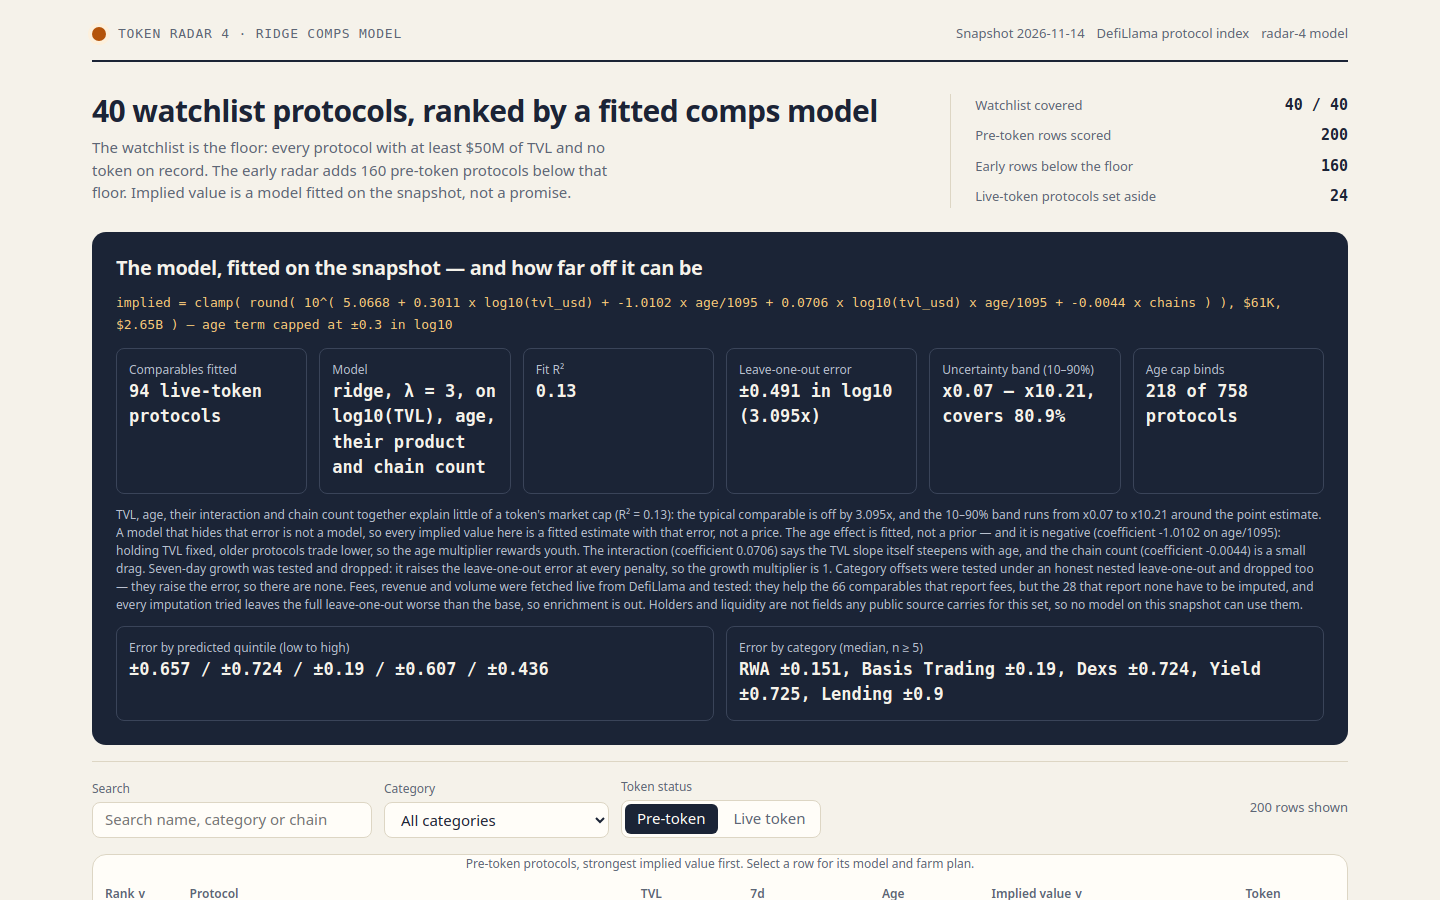 TOKEN RADAR 4 · RIDGE COMPS MODEL
Snapshot 2026-11-14 DefiLlama protocol index radar-4 model
40 watchlist protocols, ranked by a fitted comps model
The watchlist is the floor: every protocol with at least $50M of TVL and no
token on record. The early radar adds 160 pre-token protocols below that
floor. Implied value is a model fitted on the snapshot, not a promise.
Watchlist covered 40 / 40
Pre-token rows scored 200
Early rows below the floor 160
Live-token protocols set aside 24
The model, fitted on the snapshot — and how far off it can be
implied = clamp( round( 10^( 5.0668 + 0.3011 x log10(tvl_usd) + -1.0102 x age/1095 + 0.0706 x log10(tvl_usd) x age/1095 + -0.0044 x chains ) ), $61K,
$2.65B ) — age term capped at ±0.3 in log10
Comparables fitted
94 live-token
protocols
Model
ridge, λ = 3, on
log10(TVL), age,
their product
and chain count
Fit R²
0.13
Leave-one-out error
±0.491 in log10
(3.095x)
Uncertainty band (10–90%)
x0.07 — x10.21,
covers 80.9%
Age cap binds
218 of 758
protocols
TVL, age, their interaction and chain count together explain little of a token's market cap (R² = 0.13): the typical comparable is off by 3.095x, and the 10–90% band runs from x0.07 to x10.21 around the point estimate.
A model that hides that error is not a model, so every implied value here is a fitted estimate with that error, not a price. The age effect is fitted, not a prior — and it is negative (coefficient -1.0102 on age/1095):
holding TVL fixed, older protocols trade lower, so the age multiplier rewards youth. The interaction (coefficient 0.0706) says the TVL slope itself steepens with age, and the chain count (coefficient -0.0044) is a small
drag. Seven-day growth was tested and dropped: it raises the leave-one-out error at every penalty, so the growth multiplier is 1. Category offsets were tested under an honest nested leave-one-out and dropped too
— they raise the error, so there are none. Fees, revenue and volume were fetched live from DefiLlama and tested: they help the 66 comparables that report fees, but the 28 that report none have to be imputed, and
every imputation tried leaves the full leave-one-out worse than the base, so enrichment is out. Holders and liquidity are not fields any public source carries for this set, so no model on this snapshot can use them.
Error by predicted quintile (low to high)
±0.657 / ±0.724 / ±0.19 / ±0.607 / ±0.436
Error by category (median, n ≥ 5)
RWA ±0.151, Basis Trading ±0.19, Dexs ±0.724, Yield
±0.725, Lending ±0.9
Search
Search name, category or chain
Category
All categories
Token status
Pre-token Live token
200 rows shown
Pre-token protocols, strongest implied value first. Select a row for its model and farm plan.
Rank v Protocol TVL 7d Age Implied value v Token